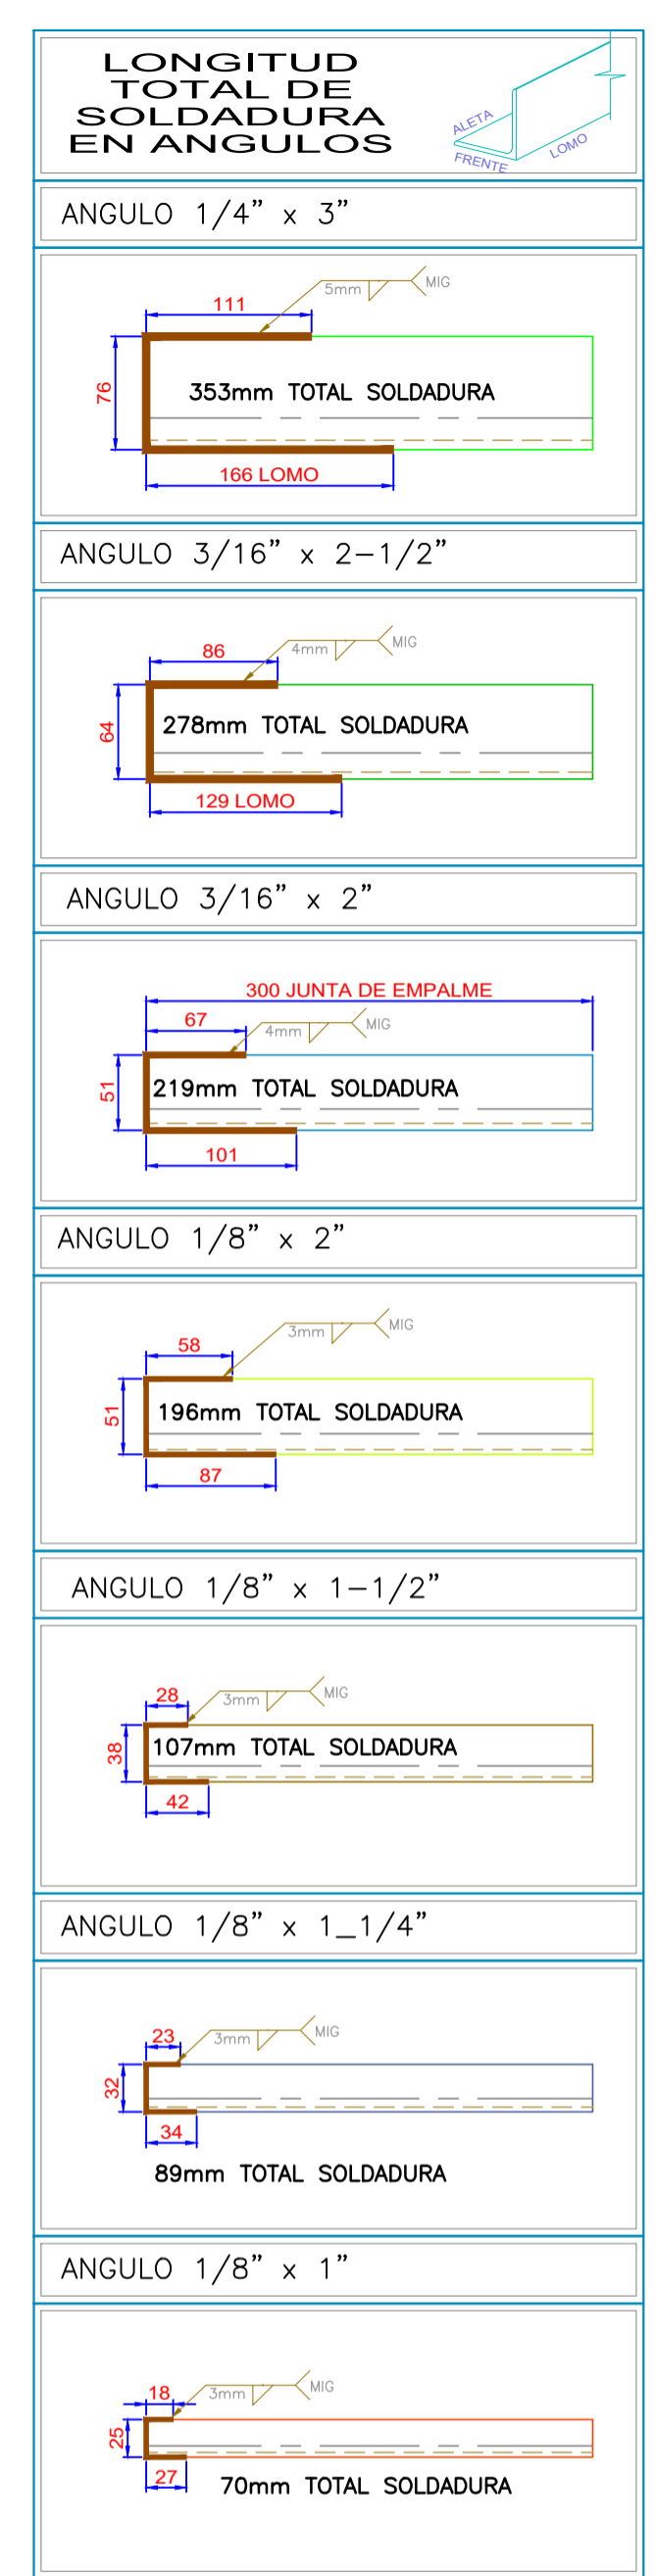 LONGITUD
TOTAL DE
SOLDADURA
EN ANGULOS
ALETA
FRENTE
LOMO
ANGULO 1/4” x 3”
111
5mm
MIG
76
353mm TOTAL SOLDADURA
166 LOMO
ANGULO 3/16” x 2-1/2”
86
4mm
MIG
64
278mm TOTAL SOLDADURA
129 LOMO
ANGULO 3/16” x 2”
300 JUNTA DE EMPALME
67
4mm
MIG
51
219mm TOTAL SOLDADURA
101
ANGULO 1/8” x 2”
58
3mm
MIG
51
196mm TOTAL SOLDADURA
87
ANGULO 1/8” x 1-1/2”
28
3mm
MIG
38
107mm TOTAL SOLDADURA
42
ANGULO 1/8” x 1_1/4”
23
3mm
MIG
32
34
89mm TOTAL SOLDADURA
ANGULO 1/8” x 1”
18
3mm
MIG
25
27
70mm TOTAL SOLDADURA